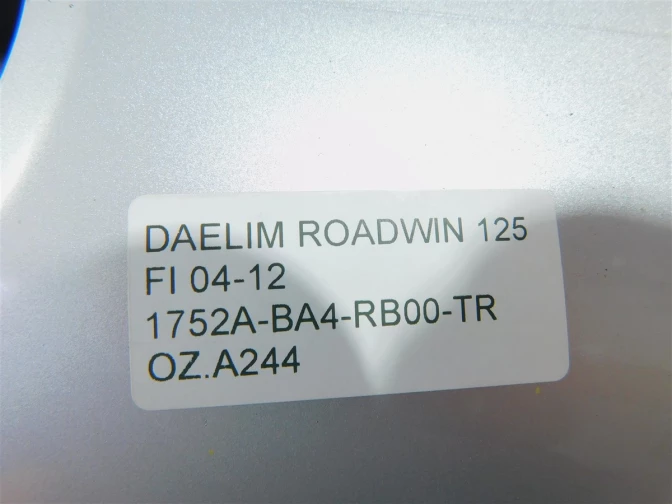 DAELIM ROADWIN 125
FI 04-12
1752A-BA4-RB00-TR
OZ.A244